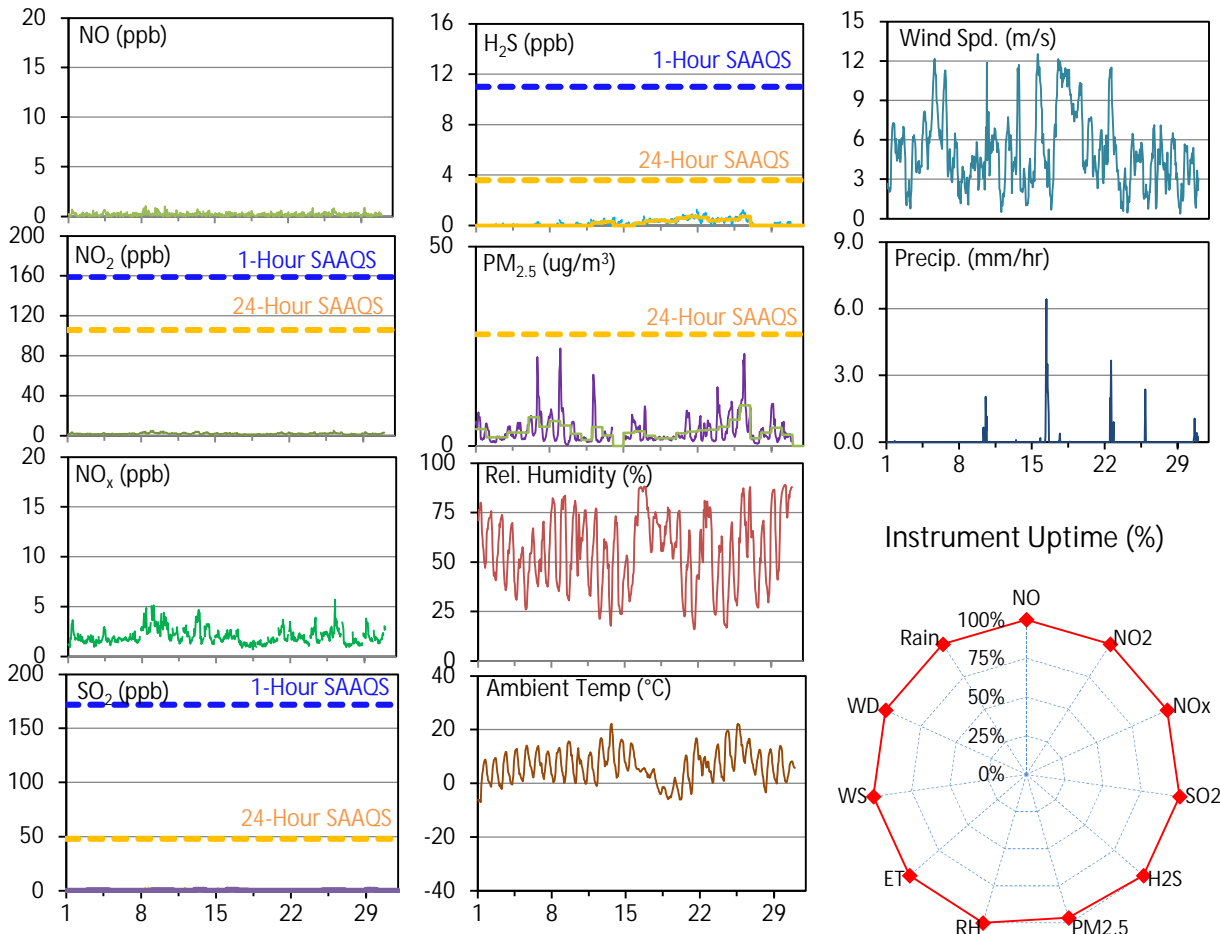 NO (ppb)
20
15
10
5
0
NO₂ (ppb)
1-Hour SAAQS
24-Hour SAAQS
200
160
120
80
40
0
NOₓ (ppb)
20
15
10
5
0
SO₂ (ppb)
1-Hour SAAQS
24-Hour SAAQS
200
150
100
50
0
1 8 15 22 29
H₂S (ppb)
1-Hour SAAQS
24-Hour SAAQS
16
12
8
4
0
PM₂.₅ (ug/m³)
24-Hour SAAQS
50
0
Rel. Humidity (%)
100
75
50
25
0
Ambient Temp (°C)
40
20
0
-20
-40
1 8 15 22 29
Wind Spd. (m/s)
15
12
9
6
3
0
Precip. (mm/hr)
9.0
6.0
3.0
0.0
1 8 15 22 29
Instrument Uptime (%)
NO
NO2
NOx
SO2
H2S
PM2.5
RH
ET
WS
WD
Rain
100%
75%
50%
25%
0%